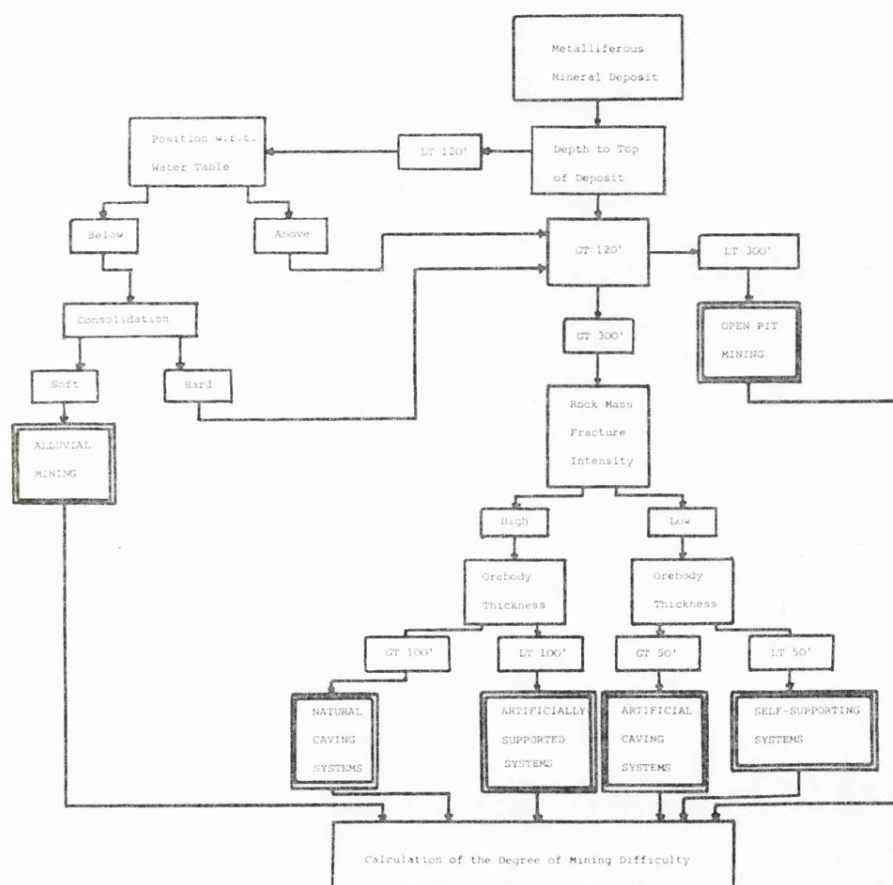 Metalliferous
Mineral Deposit
Position w.r.t.
Water Table
LT 120'
Depth to Top
of Deposit
Below
Above
GT 120'
LT 300'
Consolidation
GT 300'
OPEN PIT
MINING
Soft
Hard
Rock Mass
Fracture
Intensity
ALLUVIAL
MINING
High
Low
Orebody
Thickness
Orebody
Thickness
GT 100'
LT 100'
GT 50'
LT 50'
NATURAL
CAVING
SYSTEMS
ARTIFICIALLY
SUPPORTED
SYSTEMS
ARTIFICIAL
CAVING
SYSTEMS
SELF-SUPPORTING
SYSTEMS
Calculation of the Degree of Mining Difficulty